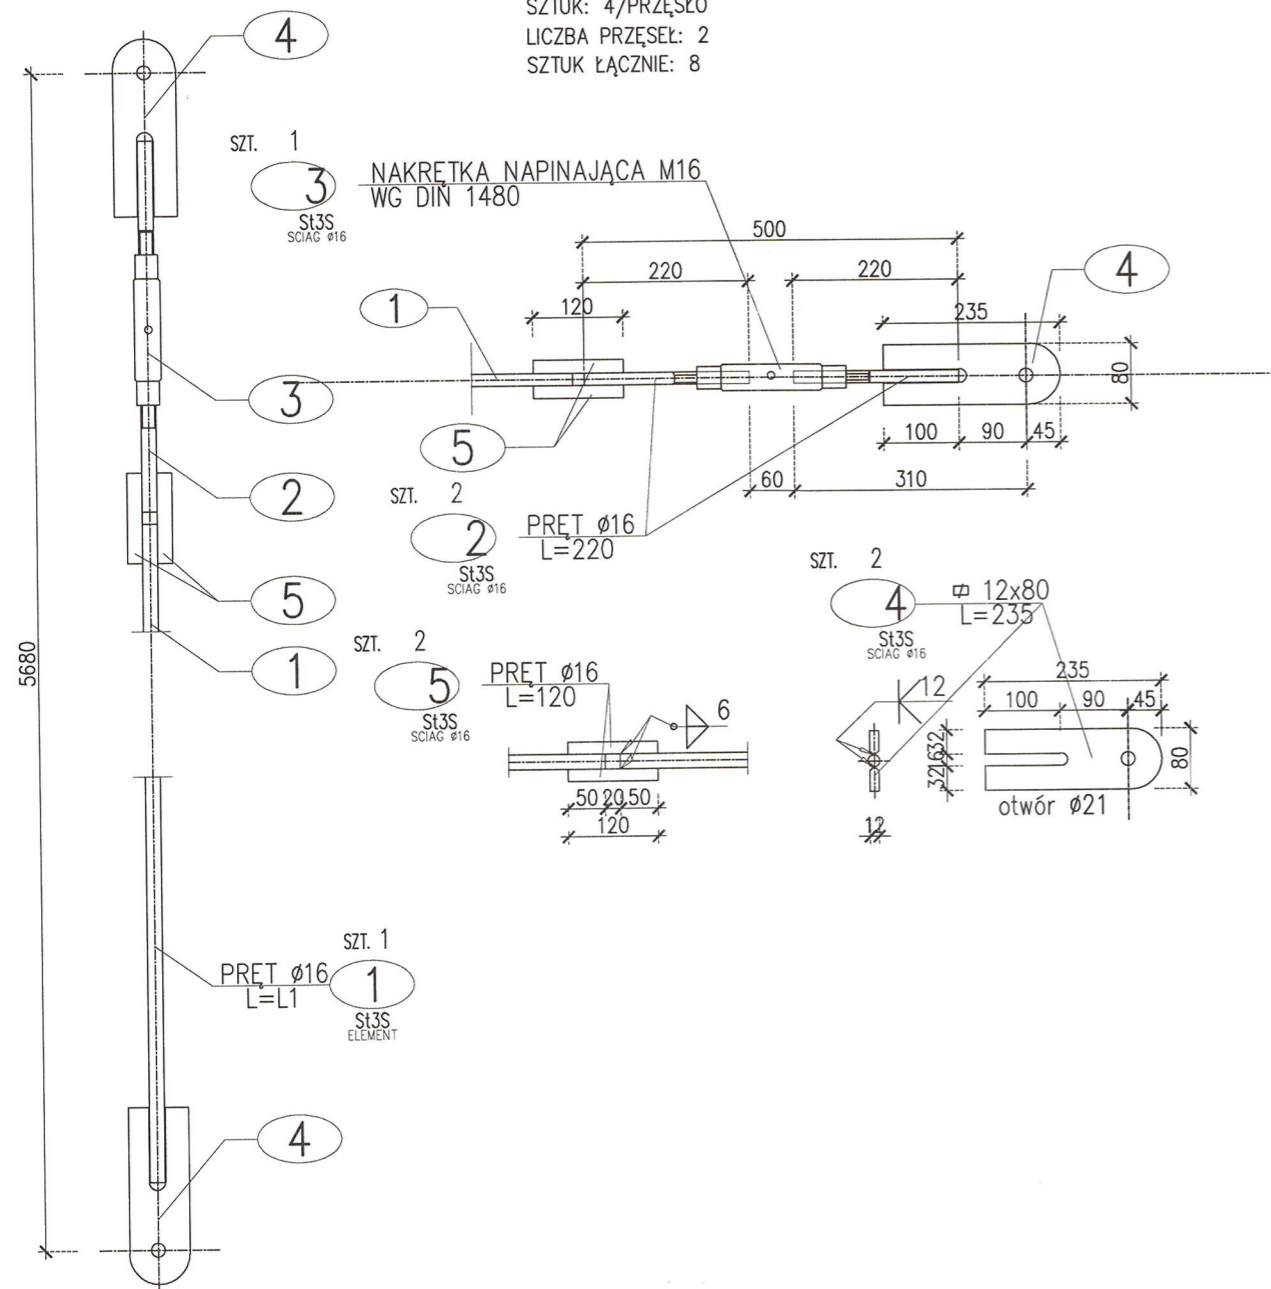 SZTUK: 4/PRZĘSŁO
LICZBA PRZĘSEŁ: 2
SZTUK ŁĄCZNIE: 8
4
SZT. 1
3
St3S
SCIAG ø16
NAKRĘTKA NAPINAJĄCA M16
WG DIN 1480
500
220
220
4
1
120
235
80
3
5
100
90
45
60
310
2
SZT. 2
2
St3S
SCIAG ø16
PRĘT ø16
L=220
SZT. 2
4
St3S
SCIAG ø16
12x80
L=235
5
5680
1
SZT. 2
5
St3S
SCIAG ø16
PRĘT ø16
L=120
6
50
20
50
120
12
12
235
100
90
45
32
16
32
80
otwór ø21
PRĘT ø16
L=L1
SZT. 1
1
St3S
ELEMENT
4